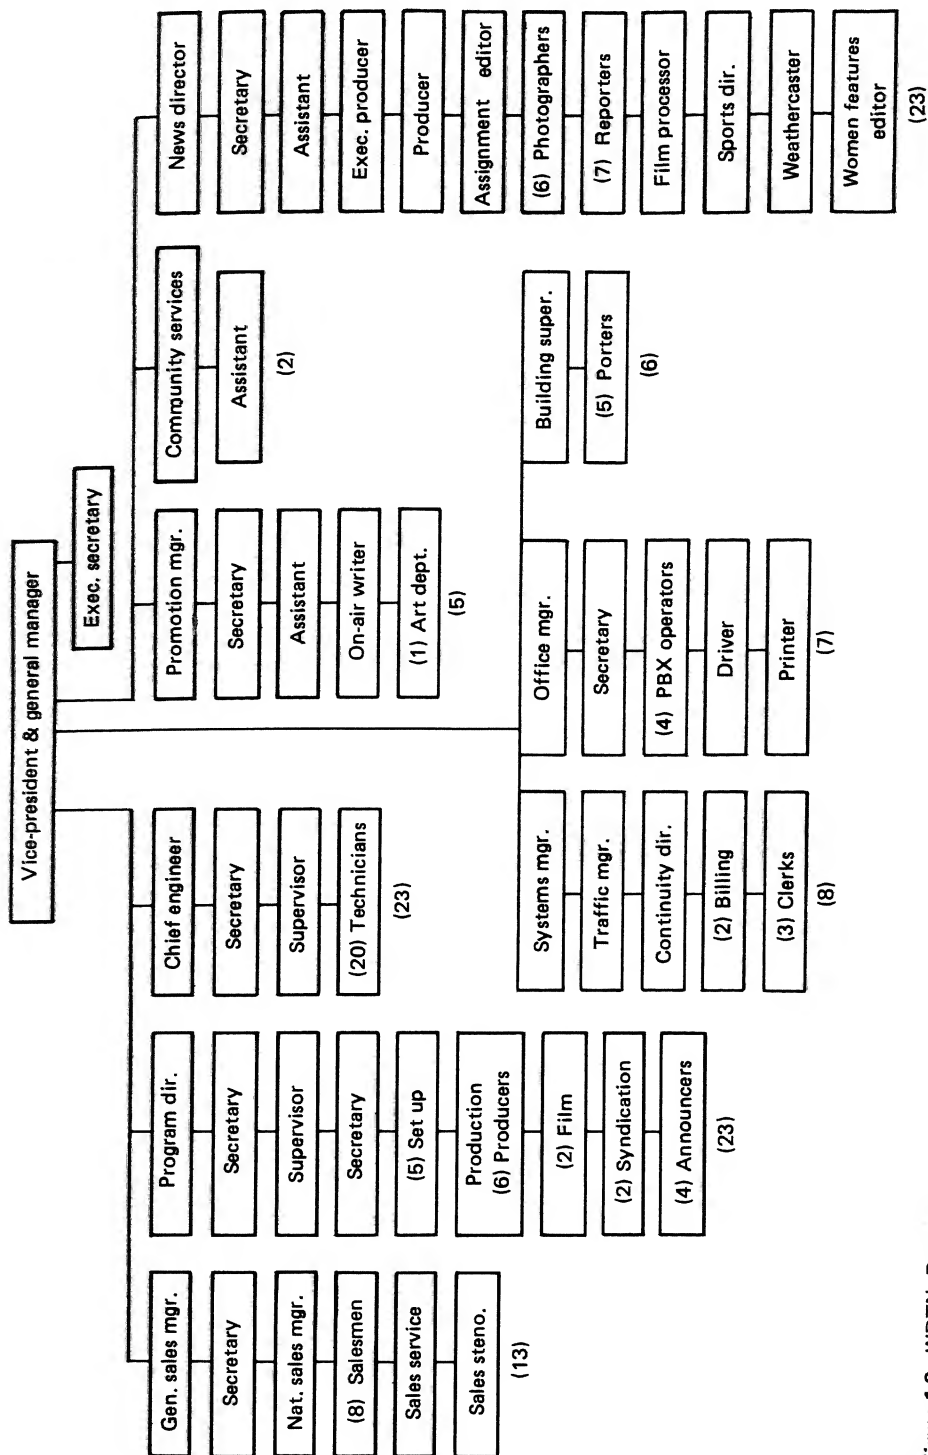 Vice-president & general manager
Exec. secretary
Gen. sales mgr.
Secretary
Nat. sales mgr.
(8) Salesmen
Sales service
Sales steno.
(13)
Program dir.
Secretary
Supervisor
Secretary
(5) Set up
Production
(6) Producers
(2) Film
(2) Syndication
(4) Announcers
(23)
Chief engineer
Secretary
Supervisor
(20) Technicians
(23)
Promotion mgr.
Secretary
Assistant
On-air writer
(1) Art dept.
(5)
Community services
Assistant
(2)
News director
Secretary
Assistant
Exec. producer
Producer
Assignment editor
(6) Photographers
(7) Reporters
Film processor
Sports dir.
Weathercaster
Women features
editor
(23)
Systems mgr.
Traffic mgr.
Continuity dir.
(2) Billing
(3) Clerks
(8)
Office mgr.
Secretary
(4) PBX operators
Driver
Printer
(7)
Building super.
(5) Porters
(6)